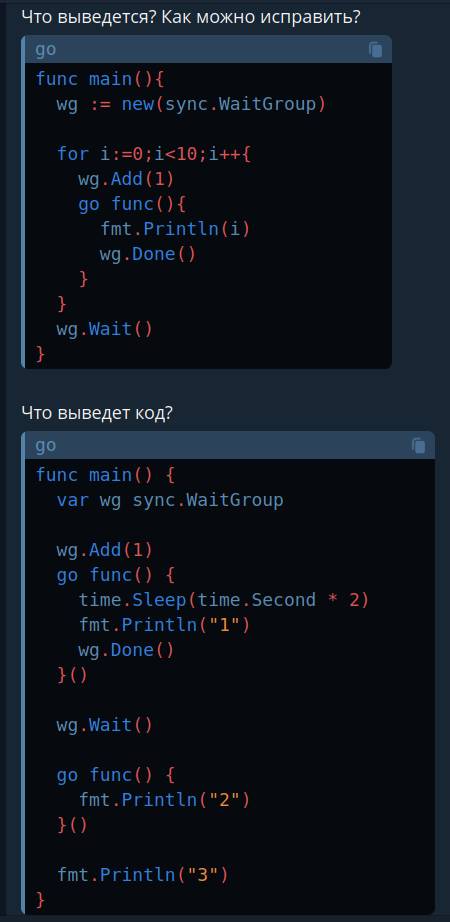 Что выведется? Как можно исправить?
go
func main(){
  wg := new(sync.WaitGroup)

  for i:=0;i<10;i++{
    wg.Add(1)
    go func(){
      fmt.Println(i)
      wg.Done()
    }
  }
  wg.Wait()
}
Что выведет код?
go
func main() {
  var wg sync.WaitGroup

  wg.Add(1)
  go func() {
    time.Sleep(time.Second * 2)
    fmt.Println("1")
    wg.Done()
  }()

  wg.Wait()

  go func() {
    fmt.Println("2")
  }()

  fmt.Println("3")
}